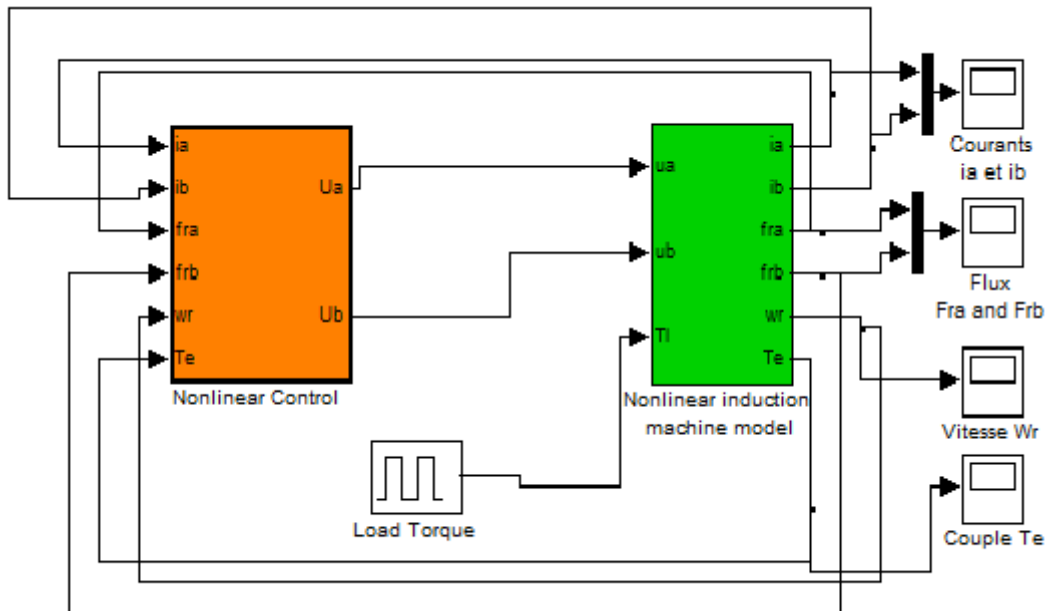 ia
ib
fra
frb
wr
Te
Ua
Ub
Nonlinear Control
ua
ub
Tl
ia
ib
fra
frb
wr
Te
Nonlinear induction
machine model
Load Torque
Courants
ia et ib
Flux
Fra and Frb
Vitesse Wr
Couple Te